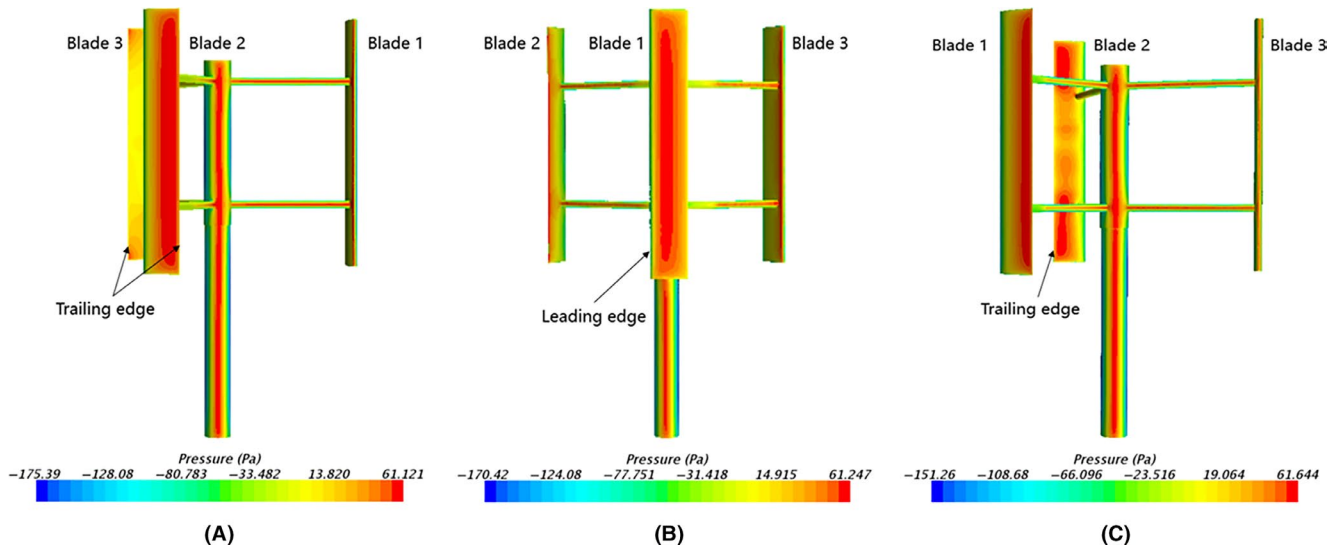 Blade 3
Blade 2
Blade 1
Trailing edge
Pressure (Pa)
−175.39 −128.08 −80.783 −33.482 13.820 61.121
(A)
Blade 2
Blade 1
Blade 3
Leading edge
Pressure (Pa)
−170.42 −124.08 −77.751 −31.418 14.915 61.247
(B)
Blade 1
Blade 2
Blade 3
Trailing edge
Pressure (Pa)
−151.26 −108.68 −66.096 −23.516 19.064 61.644
(C)